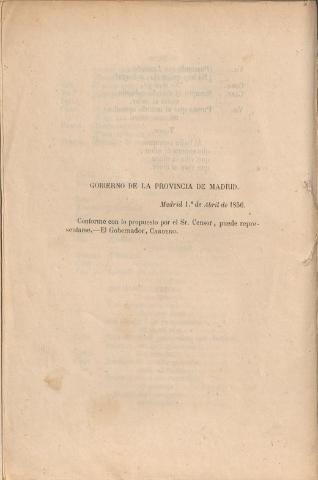 GOBIERNO DE LA PROVINCIA DE MADRID.
Madrid 1.º de Abril de 1856.
Conforme con lo propuesto por el Sr. Censor, puede repre-
sentarse.—El Gobernador, CARDERO.